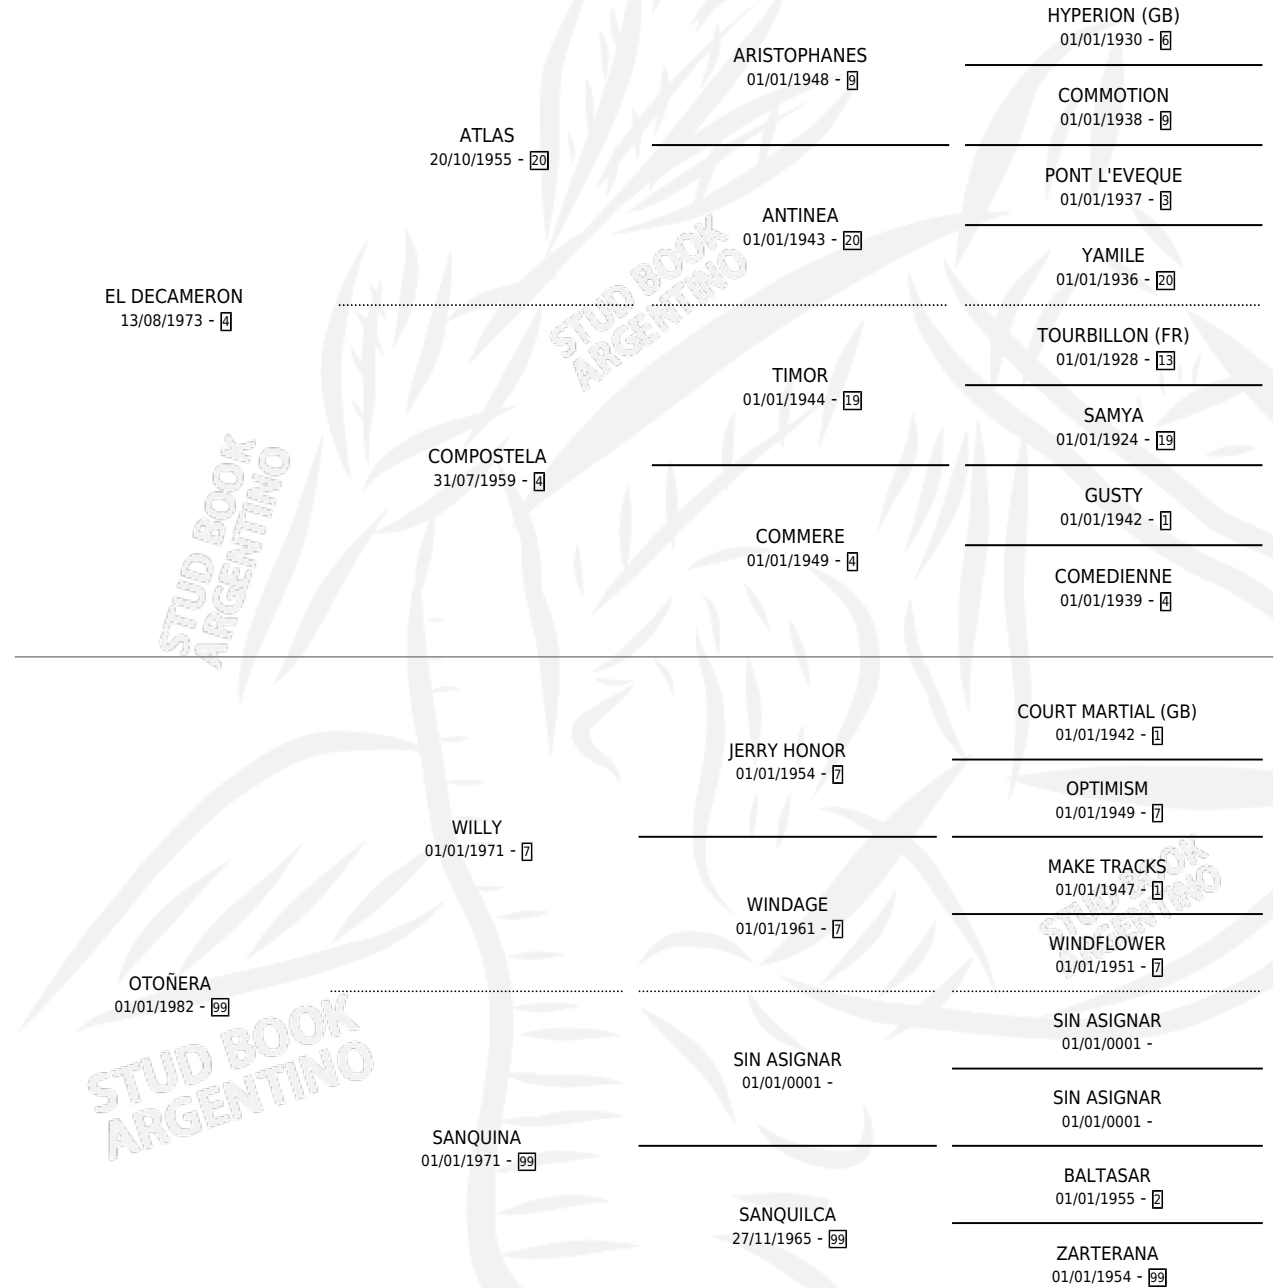 HYPERION (GB)
01/01/1930 - 6
ARISTOPHANES
01/01/1948 - 9
COMMOTION
01/01/1938 - 9
ATLAS
20/10/1955 - 20
PONT L'EVEQUE
01/01/1937 - 3
ANTINEA
01/01/1943 - 20
YAMILE
01/01/1936 - 20
EL DECAMERON
13/08/1973 - 4
STUD BOOK
ARGENTINO
TOURBILLON (FR)
01/01/1928 - 13
TIMOR
01/01/1944 - 19
SAMYA
01/01/1924 - 19
COMPOSTELA
31/07/1959 - 4
GUSTY
01/01/1942 - 1
COMMERE
01/01/1949 - 4
COMEDIENNE
01/01/1939 - 4
STUD BOOK
ARGENTINO
COURT MARTIAL (GB)
01/01/1942 - 1
JERRY HONOR
01/01/1954 - 7
OPTIMISM
01/01/1949 - 7
WILLY
01/01/1971 - 7
MAKE TRACKS
01/01/1947 - 1
WINDAGE
01/01/1961 - 7
WINDFLOWER
01/01/1951 - 7
STUD BOOK
ARGENTINO
OTOÑERA
01/01/1982 - 99
STUD BOOK
ARGENTINO
SIN ASIGNAR
01/01/0001 -
SIN ASIGNAR
01/01/0001 -
SIN ASIGNAR
01/01/0001 -
SANQUINA
01/01/1971 - 99
BALTASAR
01/01/1955 - 2
SANQUILCA
27/11/1965 - 99
ZARTERANA
01/01/1954 - 99